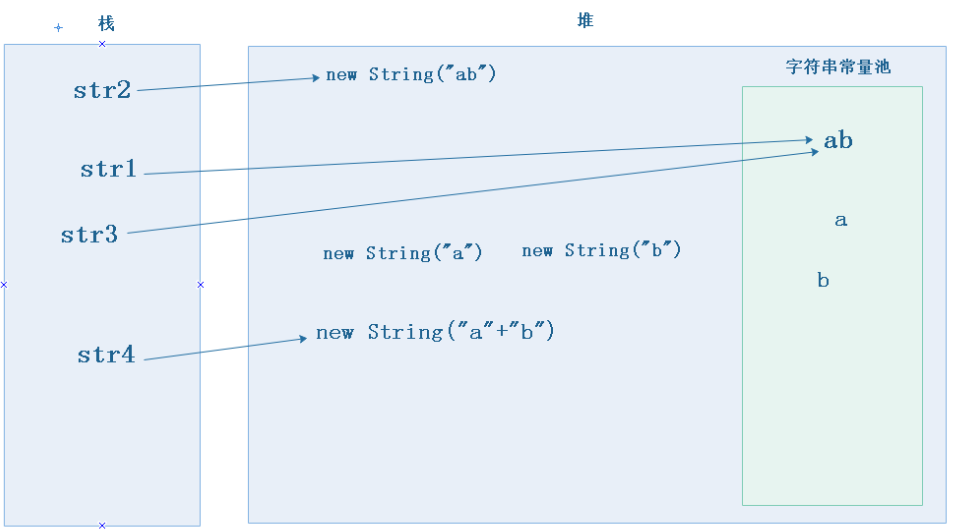 栈
堆
字符串常量池
str2
new String("ab")
str1
ab
str3
a
new String("a")
new String("b")
b
str4
new String("a"+"b")